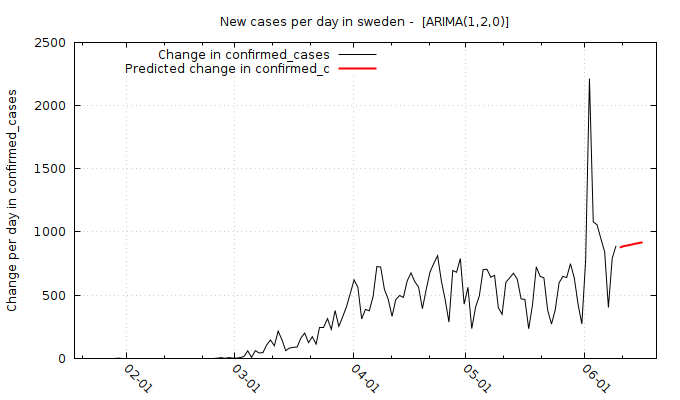 New cases per day in sweden -  [ARIMA(1,2,0)]
Change in confirmed_cases
Predicted change in confirmed_c
Change per day in confirmed_cases
2500
2000
1500
1000
500
0
02-01
03-01
04-01
05-01
06-01